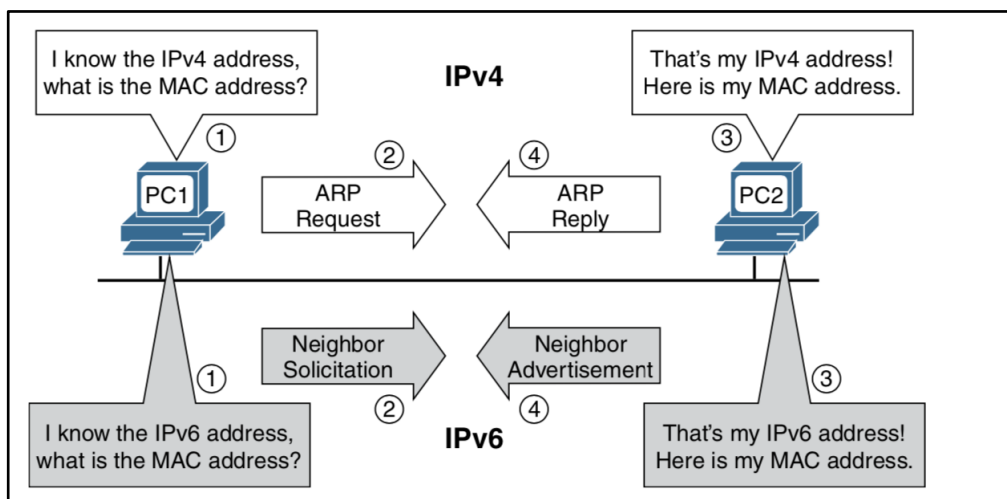 I know the IPv4 address,
what is the MAC address?
IPv4
That's my IPv4 address!
Here is my MAC address.
1
2
4
3
PC1
ARP
Request
ARP
Reply
PC2
Neighbor
Solicitation
Neighbor
Advertisement
1
2
4
3
I know the IPv6 address,
what is the MAC address?
IPv6
That's my IPv6 address!
Here is my MAC address.